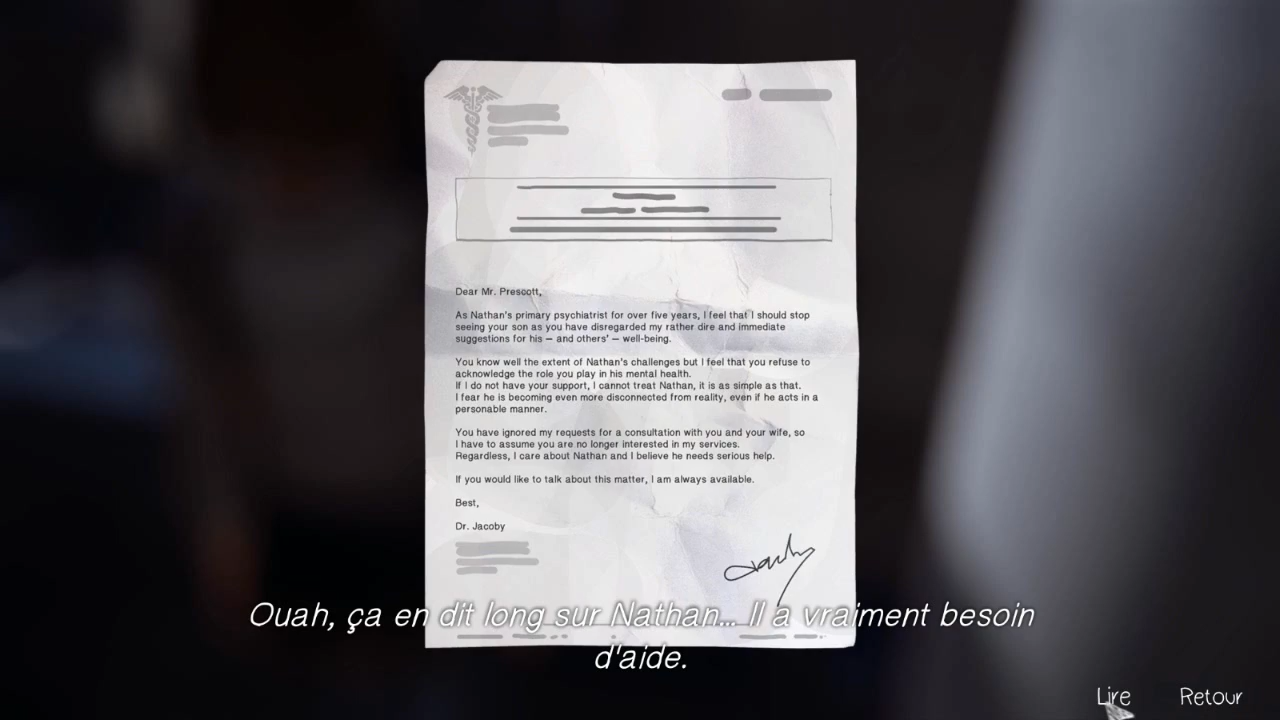 Dear Mr. Prescott,
As Nathan's primary psychiatrist for over five years, I feel that I should stop
seeing your son as you have disregarded my rather dire and immediate
suggestions for his — and others' — well-being.
You know well the extent of Nathan's challenges but I feel that you refuse to
acknowledge the role you play in his mental health.
If I do not have your support, I cannot treat Nathan, it is as simple as that.
I fear he is becoming even more disconnected from reality, even if he acts in a
personable manner.
You have ignored my requests for a consultation with you and your wife, so
I have to assume you are no longer interested in my services.
Regardless, I care about Nathan and I believe he needs serious help.
If you would like to talk about this matter, I am always available.
Best,
Dr. Jacoby
Ouah, ça en dit long sur Nathan... Il a vraiment besoin
d'aide.
Lire Retour